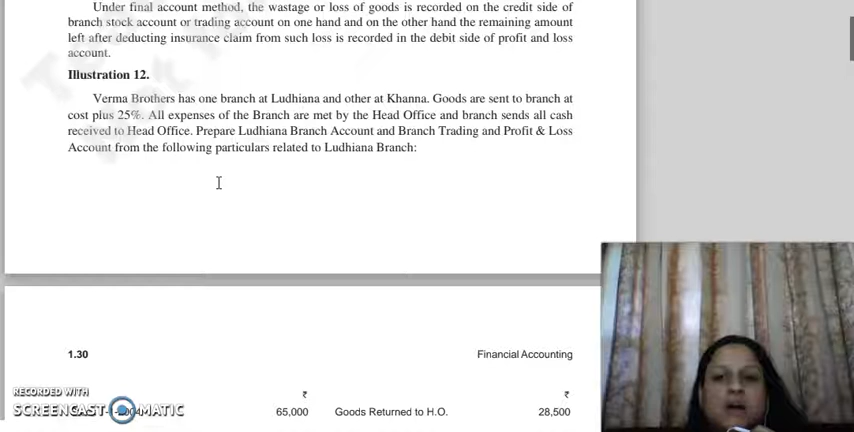 Under final account method, the wastage or loss of goods is recorded on the credit side of
branch stock account or trading account on one hand and on the other hand the remaining amount
left after deducting insurance claim from such loss is recorded in the debit side of profit and loss
account.
Illustration 12.
Verma Brothers has one branch at Ludhiana and other at Khanna. Goods are sent to branch at
cost plus 25%. All expenses of the Branch are met by the Head Office and branch sends all cash
received to Head Office. Prepare Ludhiana Branch Account and Branch Trading and Profit & Loss
Account from the following particulars related to Ludhiana Branch:
1.30 Financial Accounting
₹ ₹
65,000 Goods Returned to H.O. 28,500
RECORDED WITH
SCREENCAST-O-MATIC